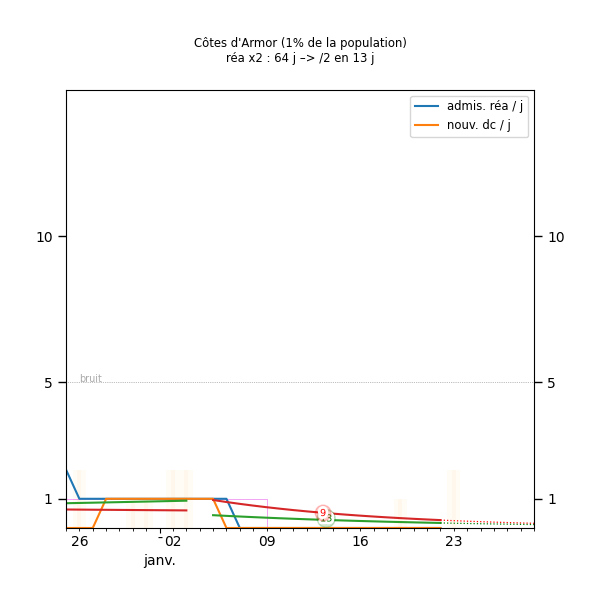 Côtes d'Armor (1% de la population)
réa x2 : 64 j –> /2 en 13 j
admis. réa / j
nouv. dc / j
10 10
bruit
5 5
1 1
9
26 02 09 16 23
janv.